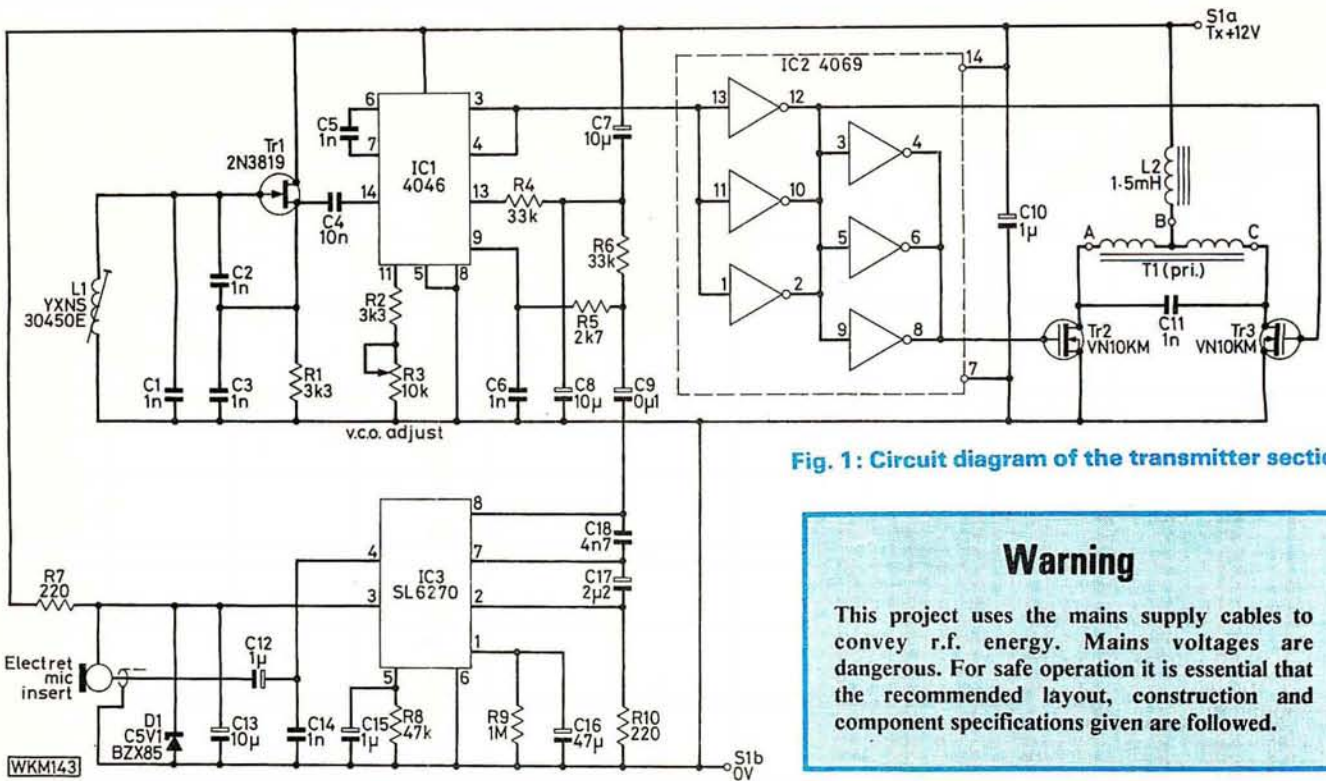 S1a
Tx+12V
IC2 4069
14
6
3
C5
1n
7
4
C7
10µ
13
12
3
4
L2
1·5mH
Tr1
2N3819
IC1
4046
R4
33k
14
13
11
10
C10
1µ
B
A
C
C4
10n
9
R6
33k
5
6
T1 (pri.)
L1
YXNS
30450E
C2
1n
11
5
8
R2
3k3
R5
2k7
1
2
9
8
C11
1n
Tr2
VN10KM
Tr3
VN10KM
C1
1n
C3
1n
R1
3k3
R3
10k
C6
1n
C8
10µ
C9
0µ1
7
v.c.o. adjust
Fig. 1: Circuit diagram of the transmitter secti
8
C18
4n7
4
7
IC3
SL6270
C17
2µ2
R7
220
3
2
C12
1µ
1
Electret
mic
insert
5
6
D1
C5V1
BZX85
C13
10µ
C14
1n
C15
1µ
R8
47k
R9
1M
C16
47µ
R10
220
S1b
0V
WKM143
Warning
This project uses the mains supply cables to
convey r.f. energy. Mains voltages are
dangerous. For safe operation it is essential that
the recommended layout, construction and
component specifications given are followed.